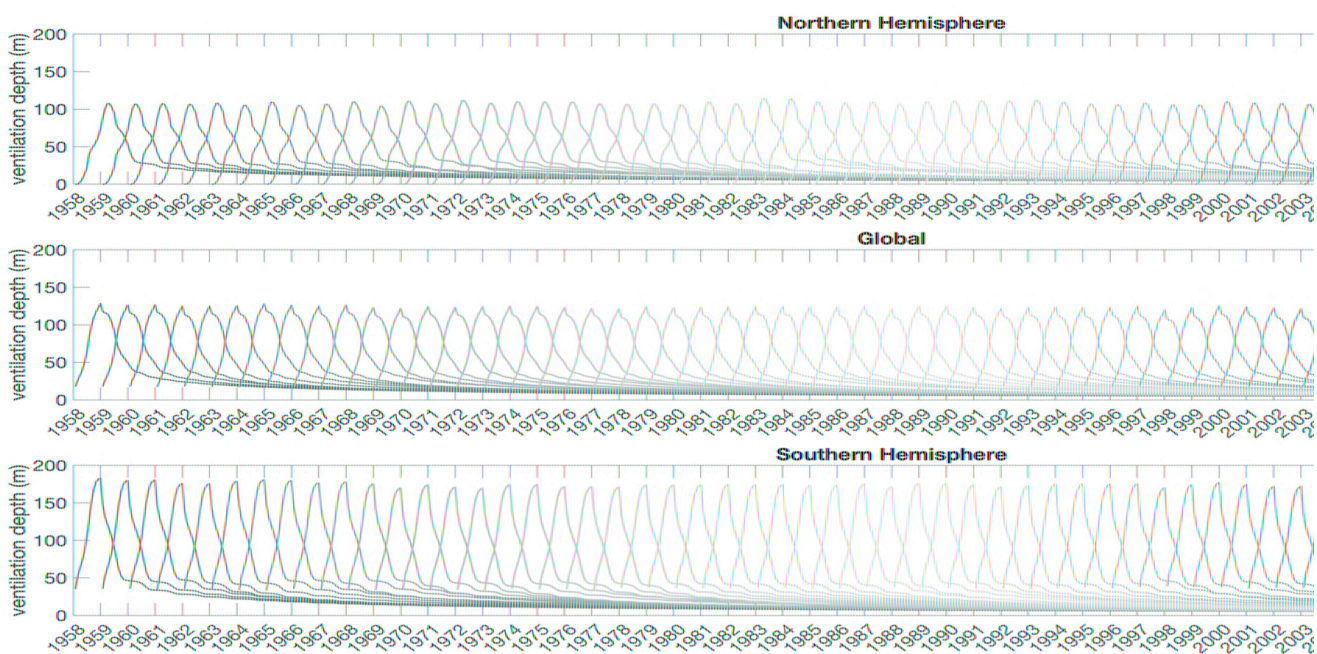 Northern Hemisphere
ventilation depth (m)
200
150
100
50
0
1958 1959 1960 1961 1962 1963 1964 1965 1966 1967 1968 1969 1970 1971 1972 1973 1974 1975 1976 1977 1978 1979 1980 1981 1982 1983 1984 1985 1986 1987 1988 1989 1990 1991 1992 1993 1994 1995 1996 1997 1998 1999 2000 2001 2002 2003
Global
ventilation depth (m)
200
150
100
50
0
1958 1959 1960 1961 1962 1963 1964 1965 1966 1967 1968 1969 1970 1971 1972 1973 1974 1975 1976 1977 1978 1979 1980 1981 1982 1983 1984 1985 1986 1987 1988 1989 1990 1991 1992 1993 1994 1995 1996 1997 1998 1999 2000 2001 2002 2003
Southern Hemisphere
ventilation depth (m)
200
150
100
50
0
1958 1959 1960 1961 1962 1963 1964 1965 1966 1967 1968 1969 1970 1971 1972 1973 1974 1975 1976 1977 1978 1979 1980 1981 1982 1983 1984 1985 1986 1987 1988 1989 1990 1991 1992 1993 1994 1995 1996 1997 1998 1999 2000 2001 2002 2003